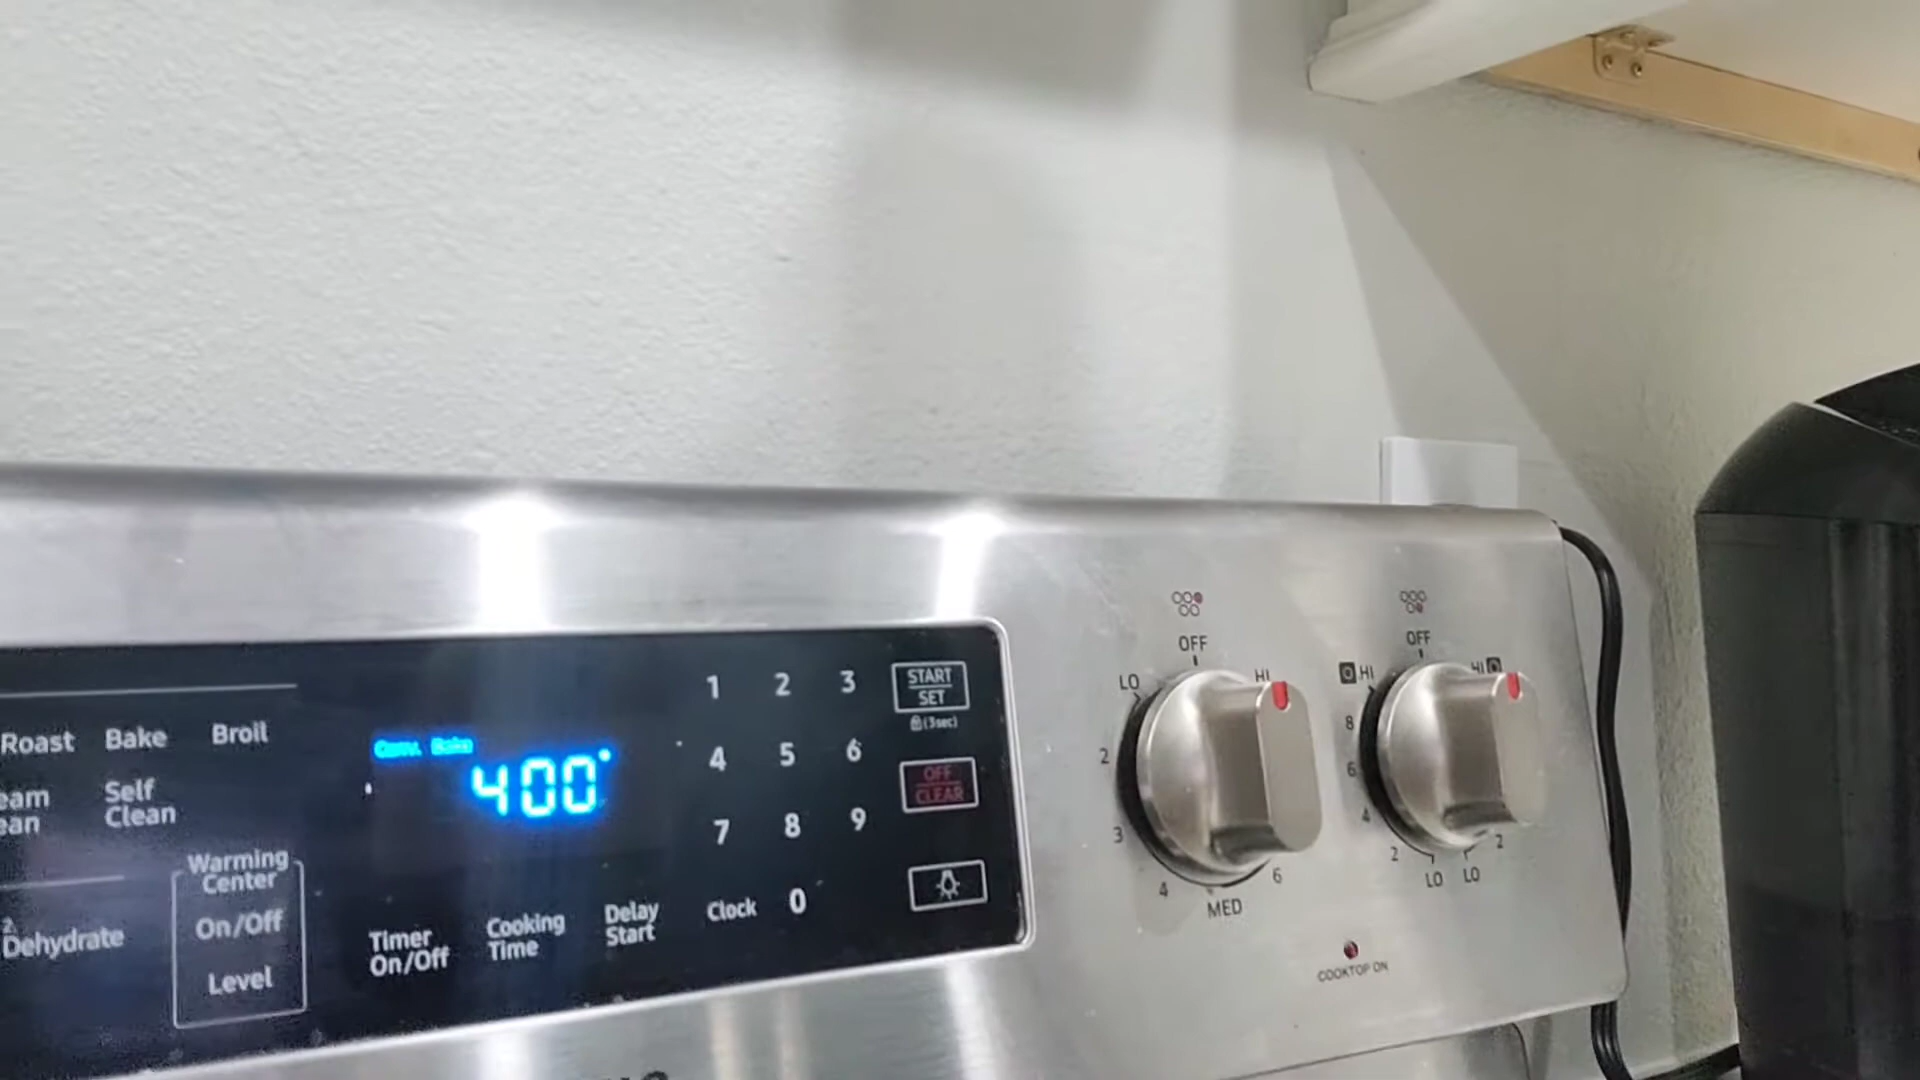 Roast Bake Broil
Self
Clean
Dehydrate
Warming
Center
On/Off
Level
Conv. Bake
400°
Timer
On/Off
Cooking
Time
Delay
Start
Clock
1 2 3
4 5 6
7 8 9
0
START
SET
(3sec)
OFF
CLEAR
OFF
LO
HI
2
3
4
MED
6
OFF
HI
HI
8
6
4
2
LO
LO
2
COOKTOP ON